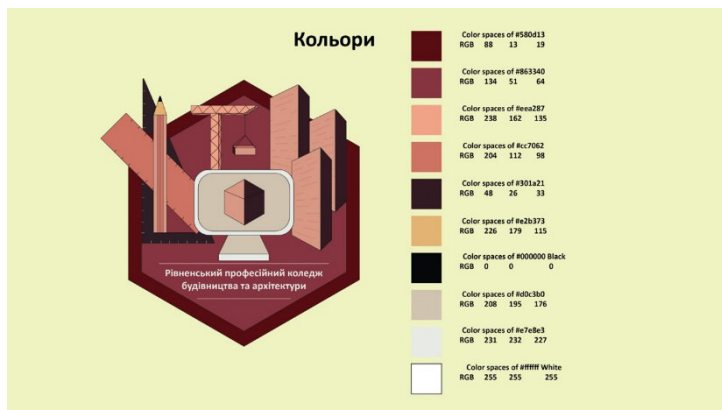 Кольори
Рівненський професійний коледж
будівництва та архітектури
Color spaces of #580d13
RGB 88 13 19
Color spaces of #863340
RGB 134 51 64
Color spaces of #eea287
RGB 238 162 135
Color spaces of #cc7062
RGB 204 112 98
Color spaces of #301a21
RGB 48 26 33
Color spaces of #e2b373
RGB 226 179 115
Color spaces of #000000 Black
RGB 0 0 0
Color spaces of #d0c3b0
RGB 208 195 176
Color spaces of #e7e8e3
RGB 231 232 227
Color spaces of #ffffff White
RGB 255 255 255